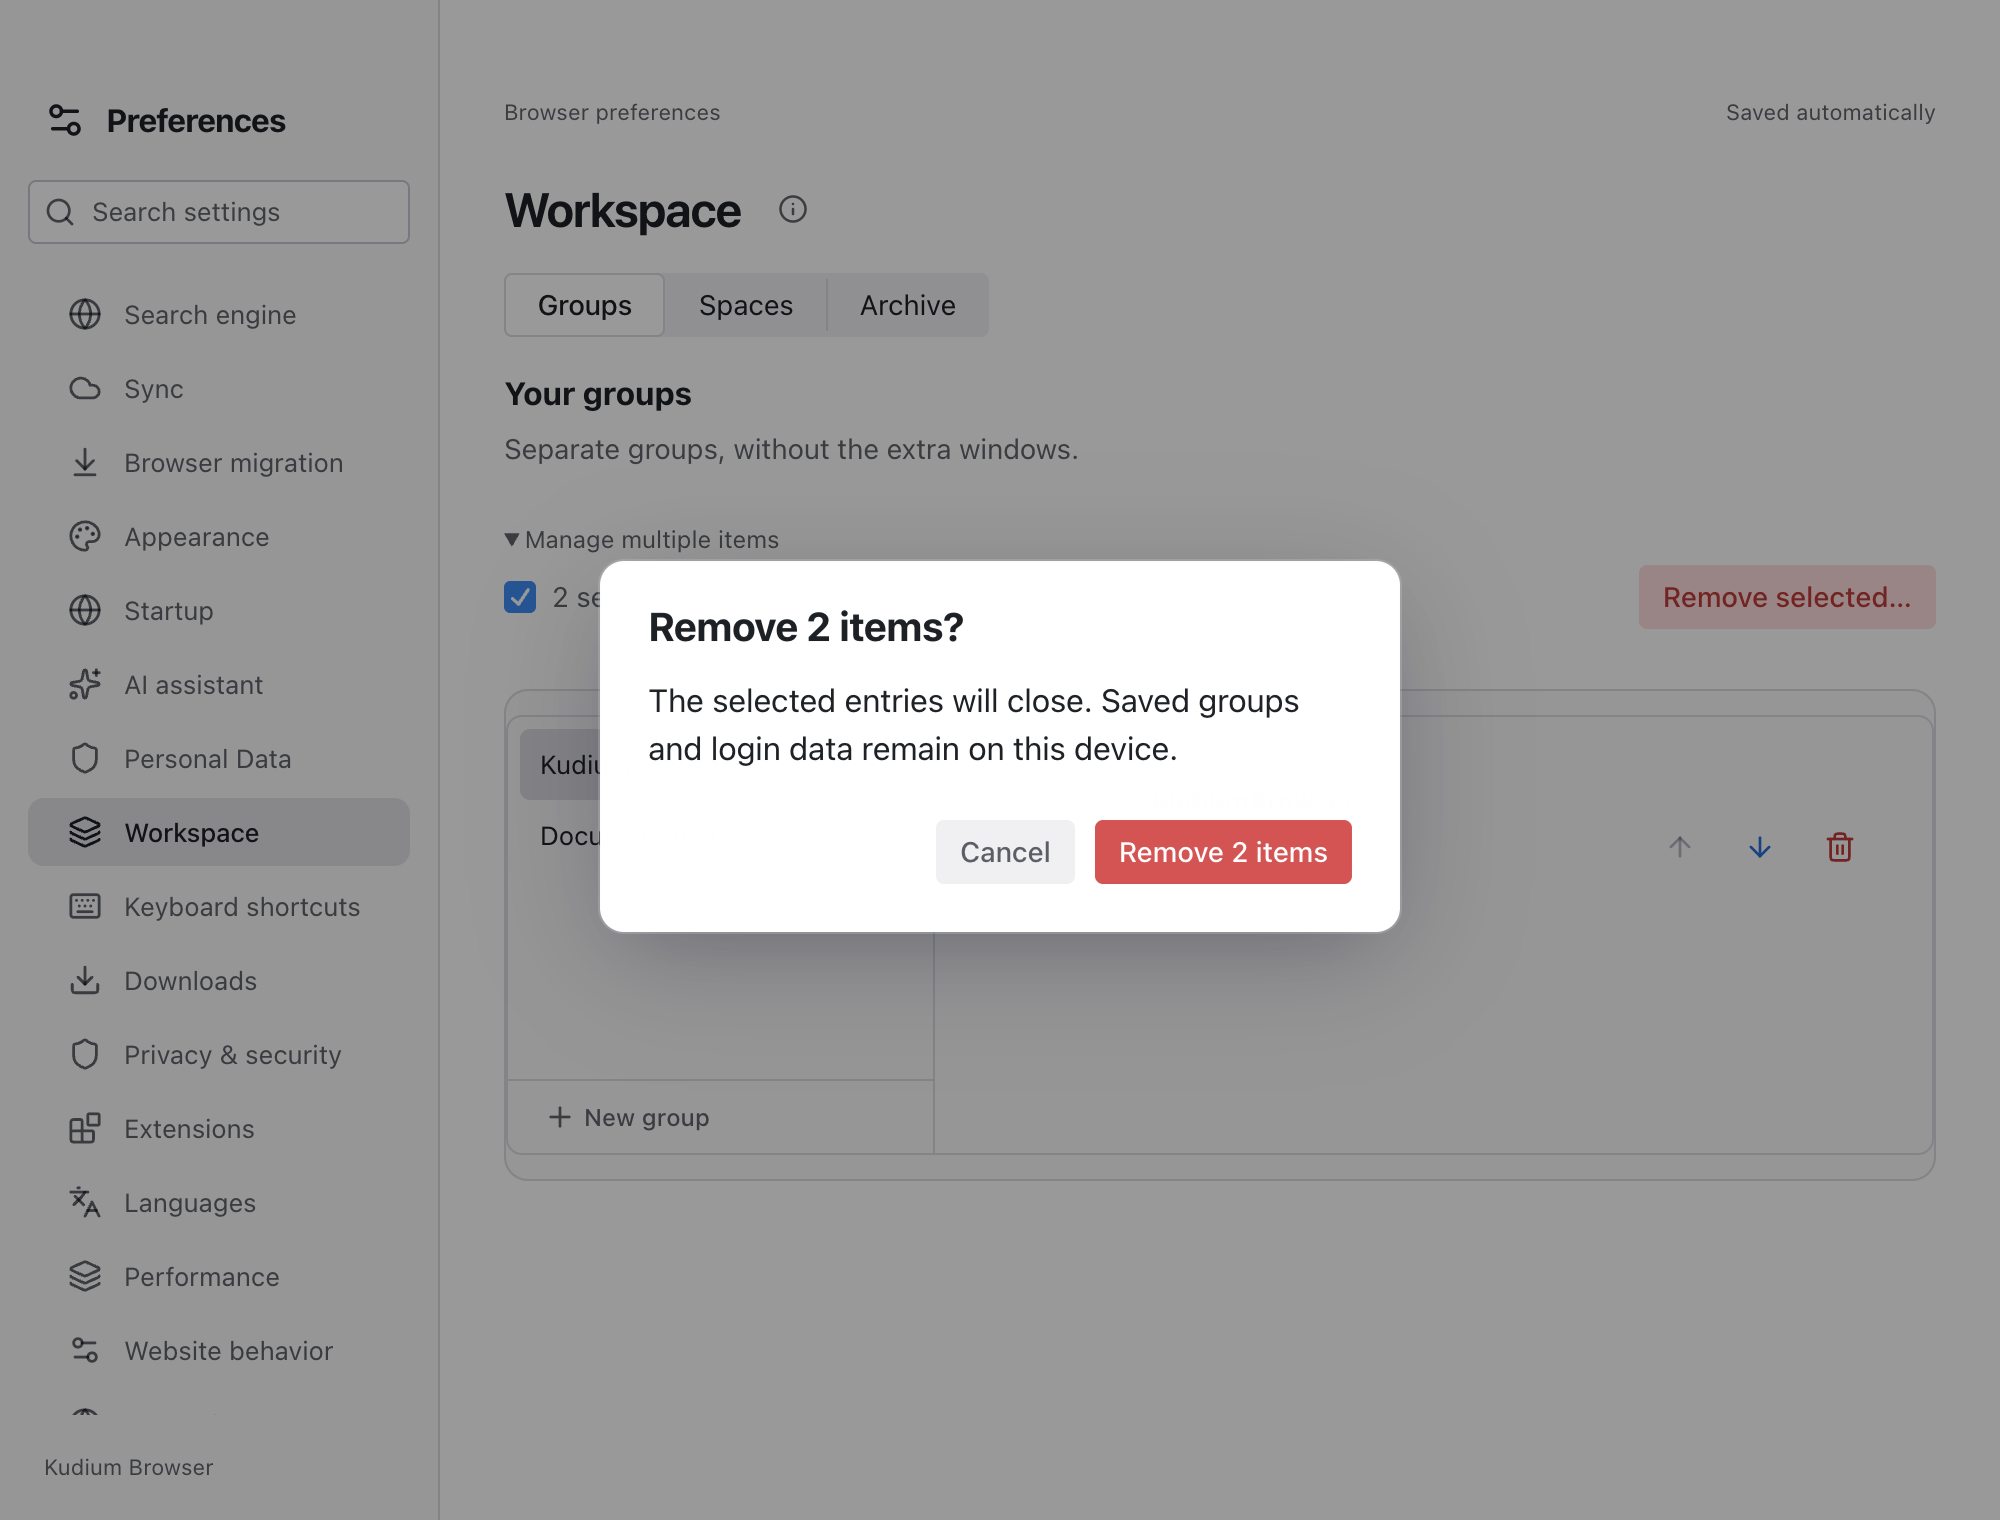 Preferences
Search settings
Search engine
Sync
Browser migration
Appearance
Startup
AI assistant
Personal Data
Workspace
Keyboard shortcuts
Downloads
Privacy & security
Extensions
Languages
Performance
Website behavior
Kudium Browser
Browser preferences
Saved automatically
Workspace
Groups
Spaces
Archive
Your groups
Separate groups, without the extra windows.
Manage multiple items
2
Remove selected...
Remove 2 items?
The selected entries will close. Saved groups
and login data remain on this device.
Cancel
Remove 2 items
New group